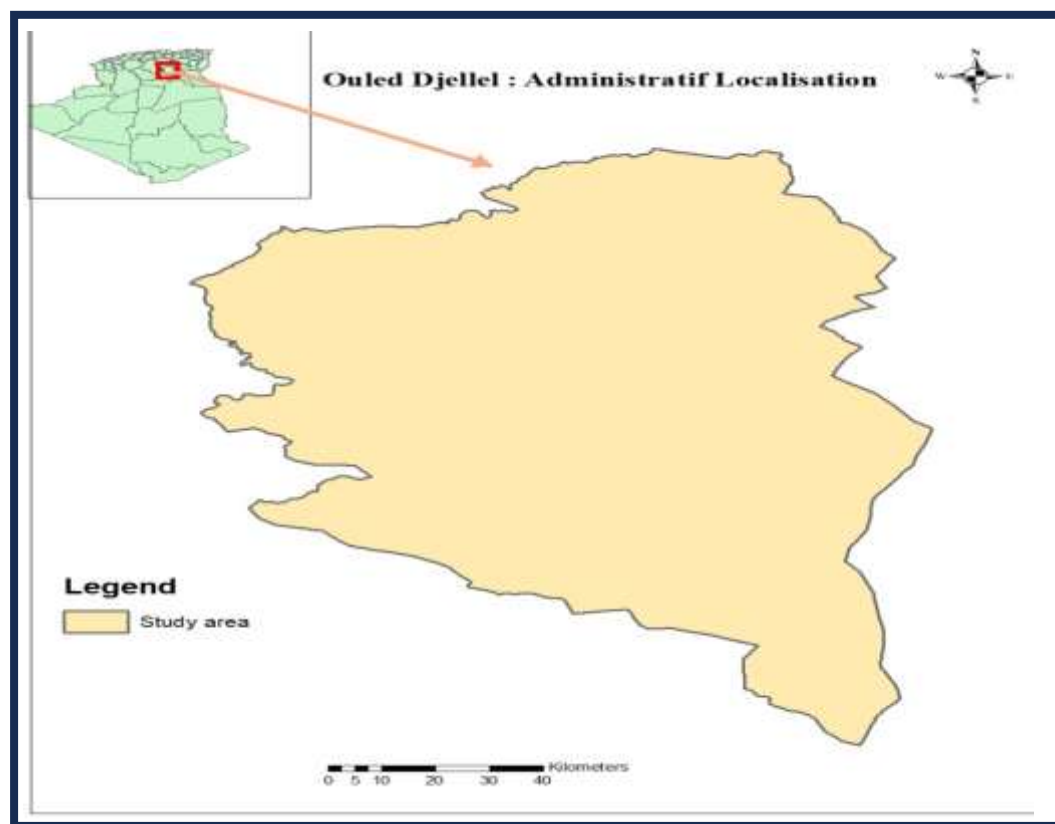 Ouled Djellel : Administratif Localisation
N
W E
S
Legend
Study area
Kilometers
0 5 10 20 30 40